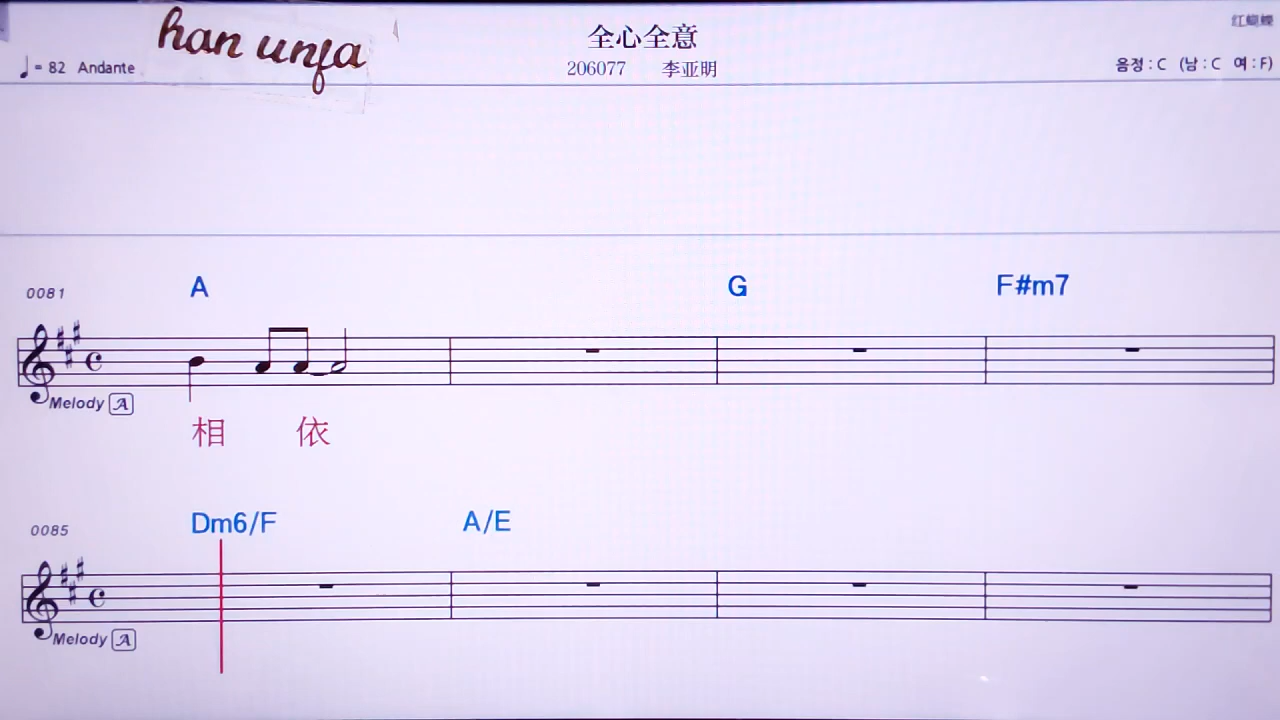 han unfa
全心全意
红蝴蝶
♩= 82 Andante
206077 李亚明
음정 : C (남 : C 여 : F)
0081
A G F#m7
Melody A
相 依
0085
Dm6/F A/E
Melody A